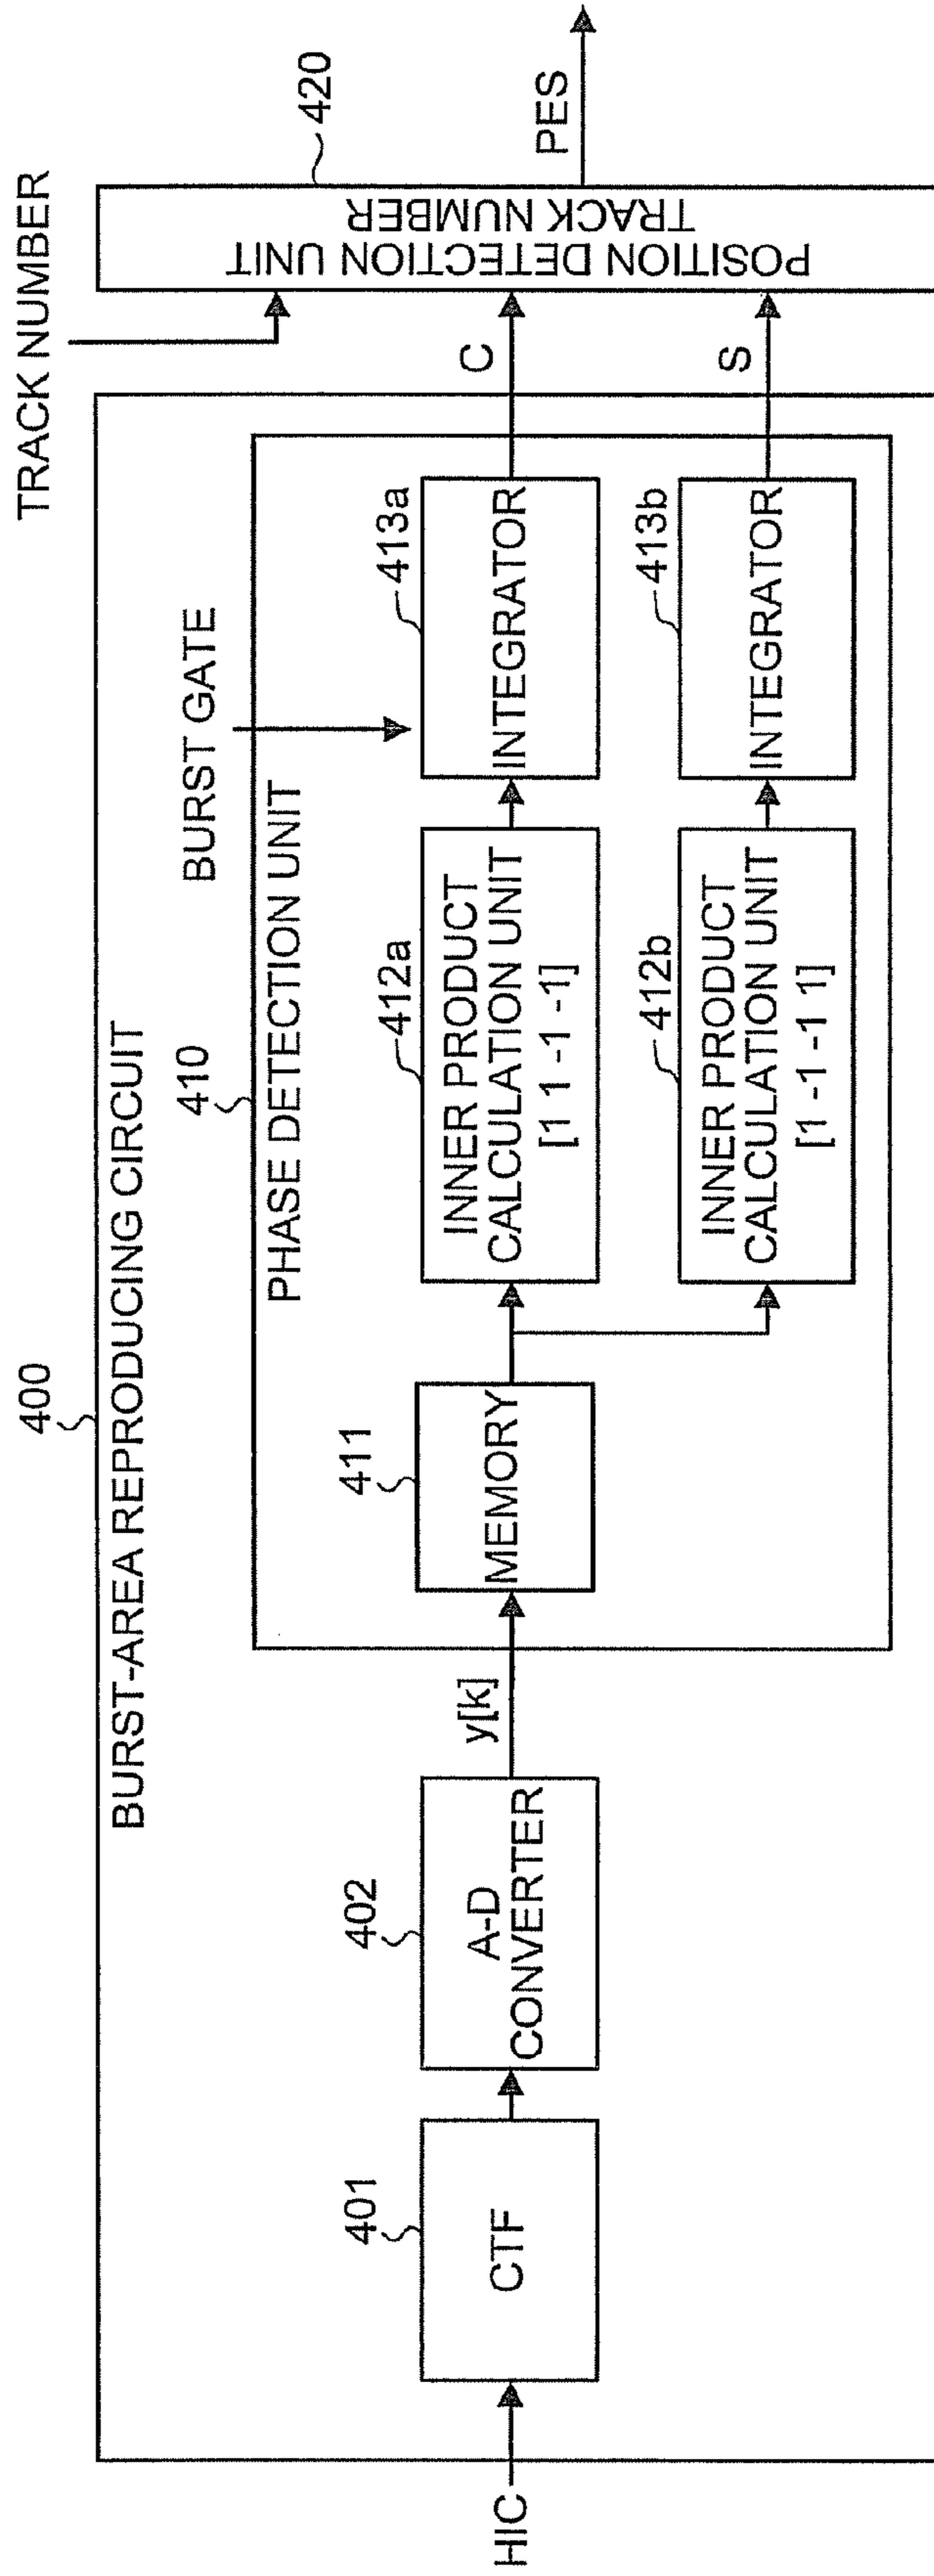 400
BURST-AREA REPRODUCING CIRCUIT
TRACK NUMBER
BURST GATE
410
PHASE DETECTION UNIT
HIC
401
CTF
402
A-D
CONVERTER
y[k]
411
MEMORY
412a
INNER PRODUCT
CALCULATION UNIT
[1 1 -1 -1]
413a
INTEGRATOR
C
412b
INNER PRODUCT
CALCULATION UNIT
[1 -1 -1 1]
413b
INTEGRATOR
S
420
POSITION DETECTION UNIT
TRACK NUMBER
PES